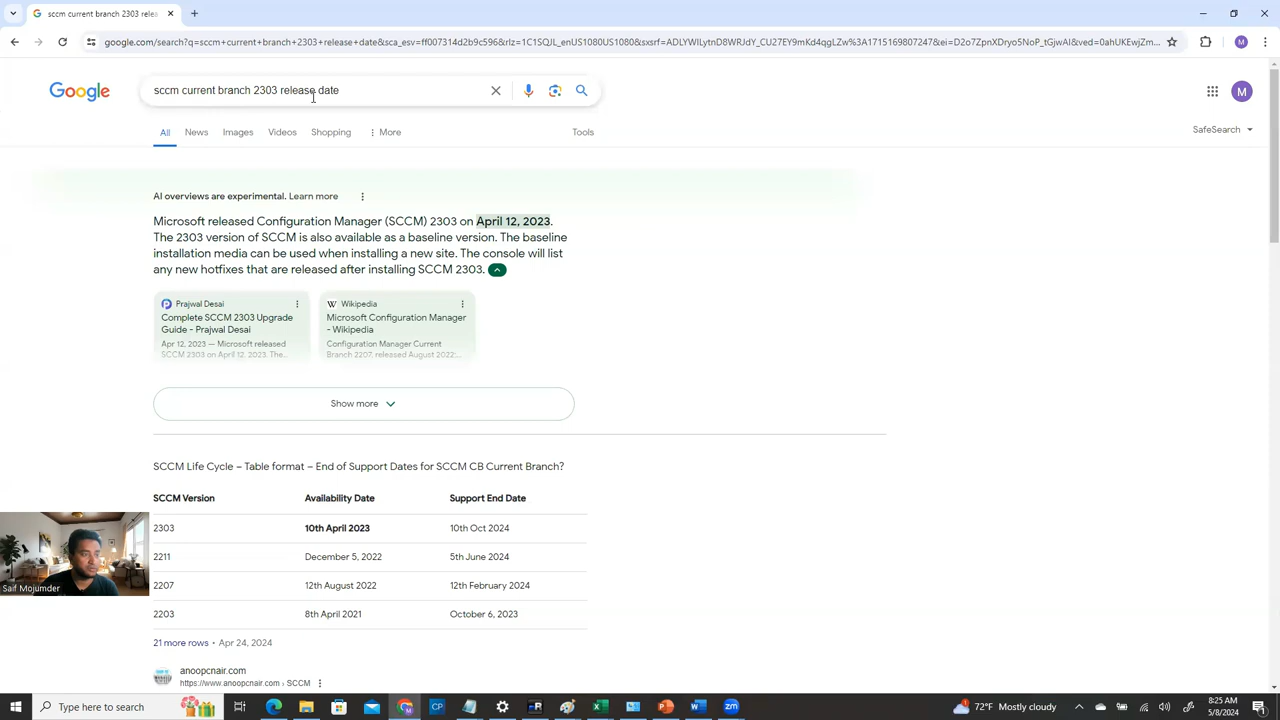 sccm current branch 2303 relea
google.com/search?q=sccm+current+branch+2303+release+date&sca_esv=ff007314d2b9c596&rlz=1C1SQJL_enUS1080US1080&sxsrf=ADLYWILytnD8WRJdY_CU27EY9mKd4qgLZw%3A1715169807247&ei=D2o7ZpnXDryo5NoP_tGjwAI&ved=0ahUKEwjZm...
M
Google
sccm current branch 2303 release date
M
All
News
Images
Videos
Shopping
More
Tools
SafeSearch
AI overviews are experimental. Learn more
Microsoft released Configuration Manager (SCCM) 2303 on April 12, 2023.
The 2303 version of SCCM is also available as a baseline version. The baseline
installation media can be used when installing a new site. The console will list
any new hotfixes that are released after installing SCCM 2303.
Prajwal Desai
Complete SCCM 2303 Upgrade
Guide - Prajwal Desai
Apr 12, 2023 — Microsoft released
SCCM 2303 on April 12, 2023. The...
W Wikipedia
Microsoft Configuration Manager
- Wikipedia
Configuration Manager Current
Branch 2207, released August 2022;...
Show more
SCCM Life Cycle – Table format – End of Support Dates for SCCM CB Current Branch?
SCCM Version Availability Date Support End Date
2303 10th April 2023 10th Oct 2024
2211 December 5, 2022 5th June 2024
2207 12th August 2022 12th February 2024
2203 8th April 2021 October 6, 2023
21 more rows • Apr 24, 2024
anoopcnair.com
https://www.anoopcnair.com › SCCM
Saif Mojumder
Type here to search
CP
zm
72°F Mostly cloudy
8:25 AM
5/8/2024